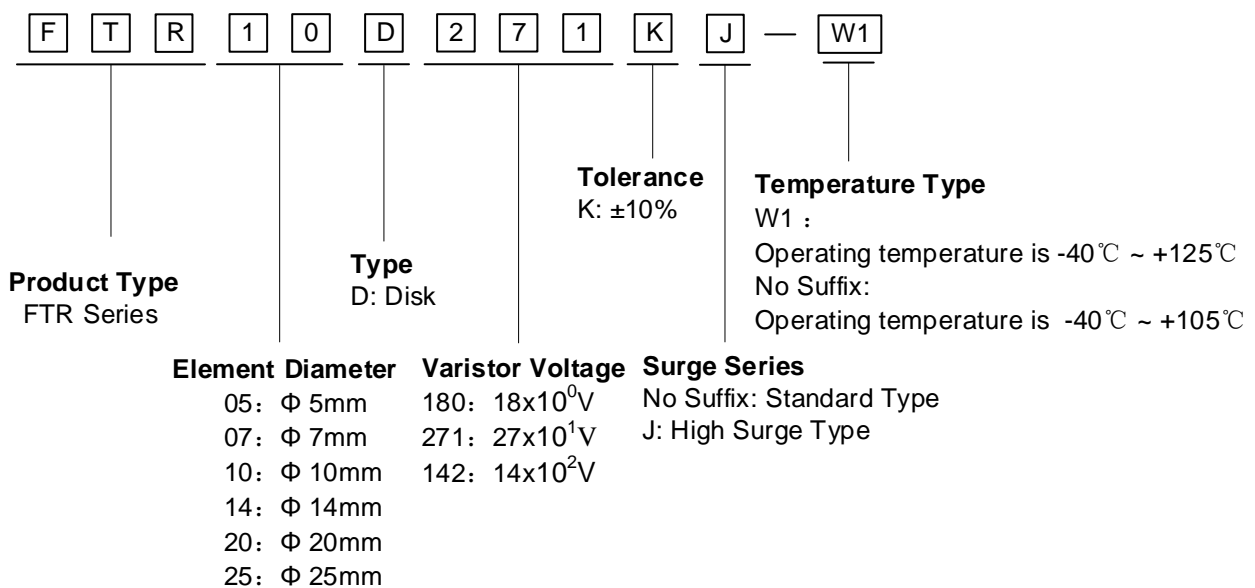 F T R 1 0 D 2 7 1 K J — W1
Tolerance
K: ±10%
Temperature Type
W1：
Operating temperature is -40℃ ~ +125℃
No Suffix:
Operating temperature is -40℃ ~ +105℃
Type
D: Disk
Product Type
FTR Series
Element Diameter
05：Φ 5mm
07：Φ 7mm
10：Φ 10mm
14：Φ 14mm
20：Φ 20mm
25：Φ 25mm
Varistor Voltage
180：18x10⁰V
271：27x10¹V
142：14x10²V
Surge Series
No Suffix: Standard Type
J: High Surge Type